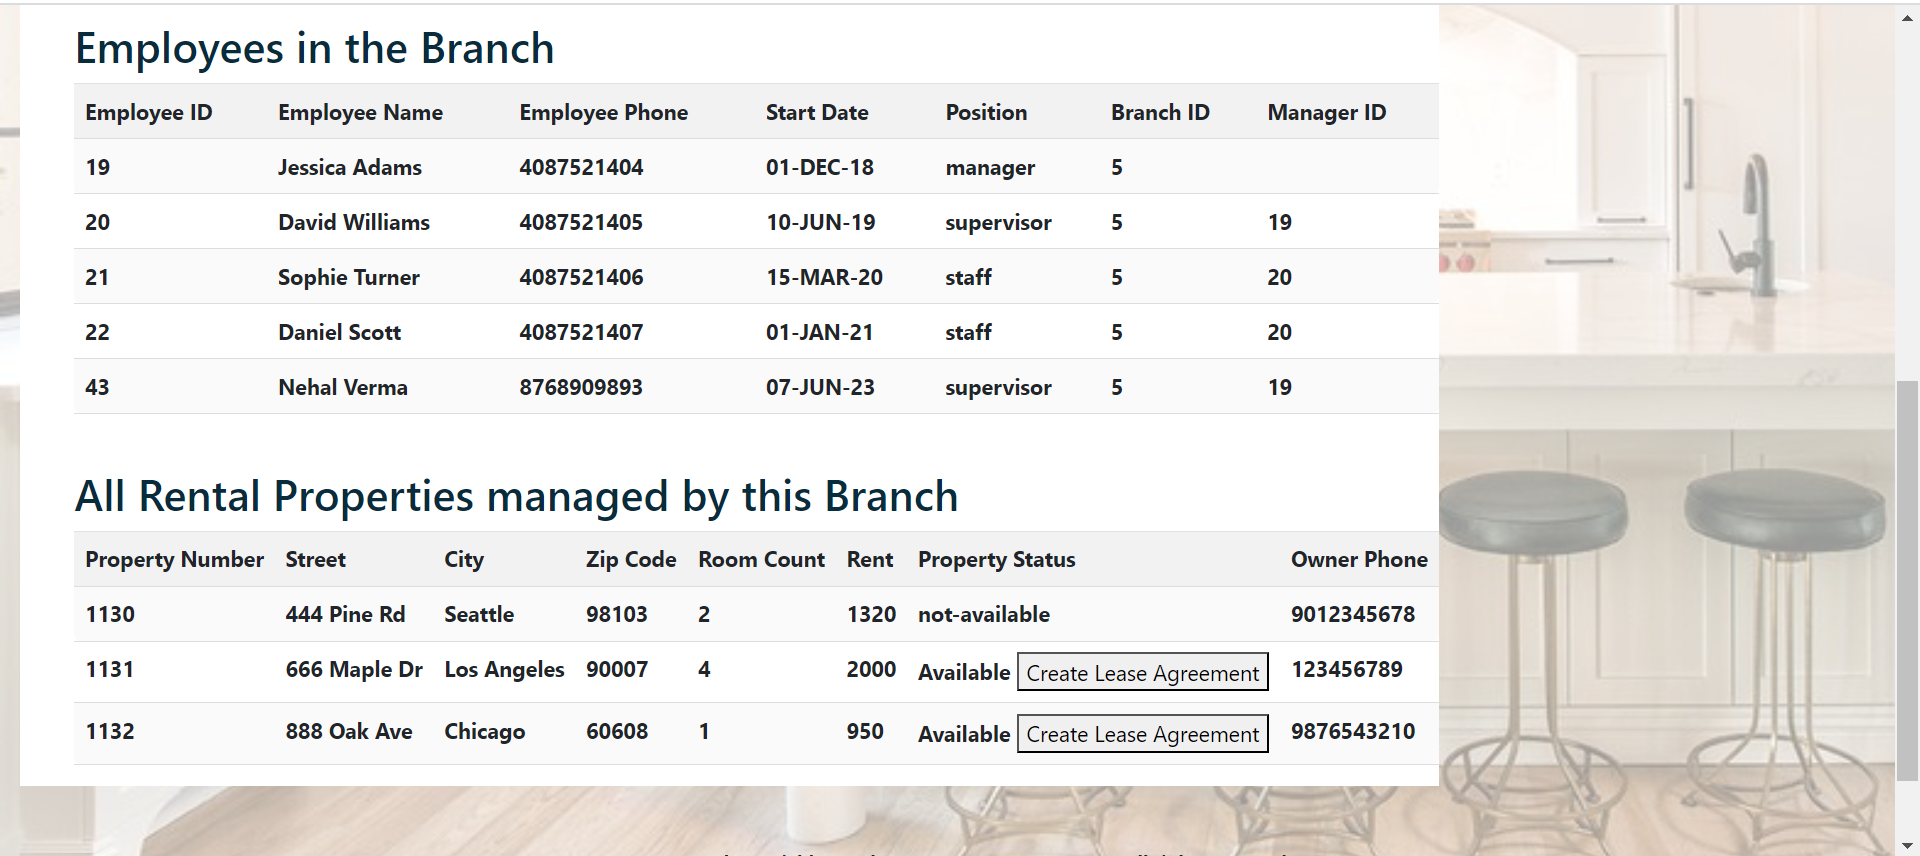 Employees in the Branch
Employee ID Employee Name Employee Phone Start Date Position Branch ID Manager ID
19 Jessica Adams 4087521404 01-DEC-18 manager 5
20 David Williams 4087521405 10-JUN-19 supervisor 5 19
21 Sophie Turner 4087521406 15-MAR-20 staff 5 20
22 Daniel Scott 4087521407 01-JAN-21 staff 5 20
43 Nehal Verma 8768909893 07-JUN-23 supervisor 5 19
All Rental Properties managed by this Branch
Property Number Street City Zip Code Room Count Rent Property Status Owner Phone
1130 444 Pine Rd Seattle 98103 2 1320 not-available 9012345678
1131 666 Maple Dr Los Angeles 90007 4 2000 Available Create Lease Agreement 123456789
1132 888 Oak Ave Chicago 60608 1 950 Available Create Lease Agreement 9876543210